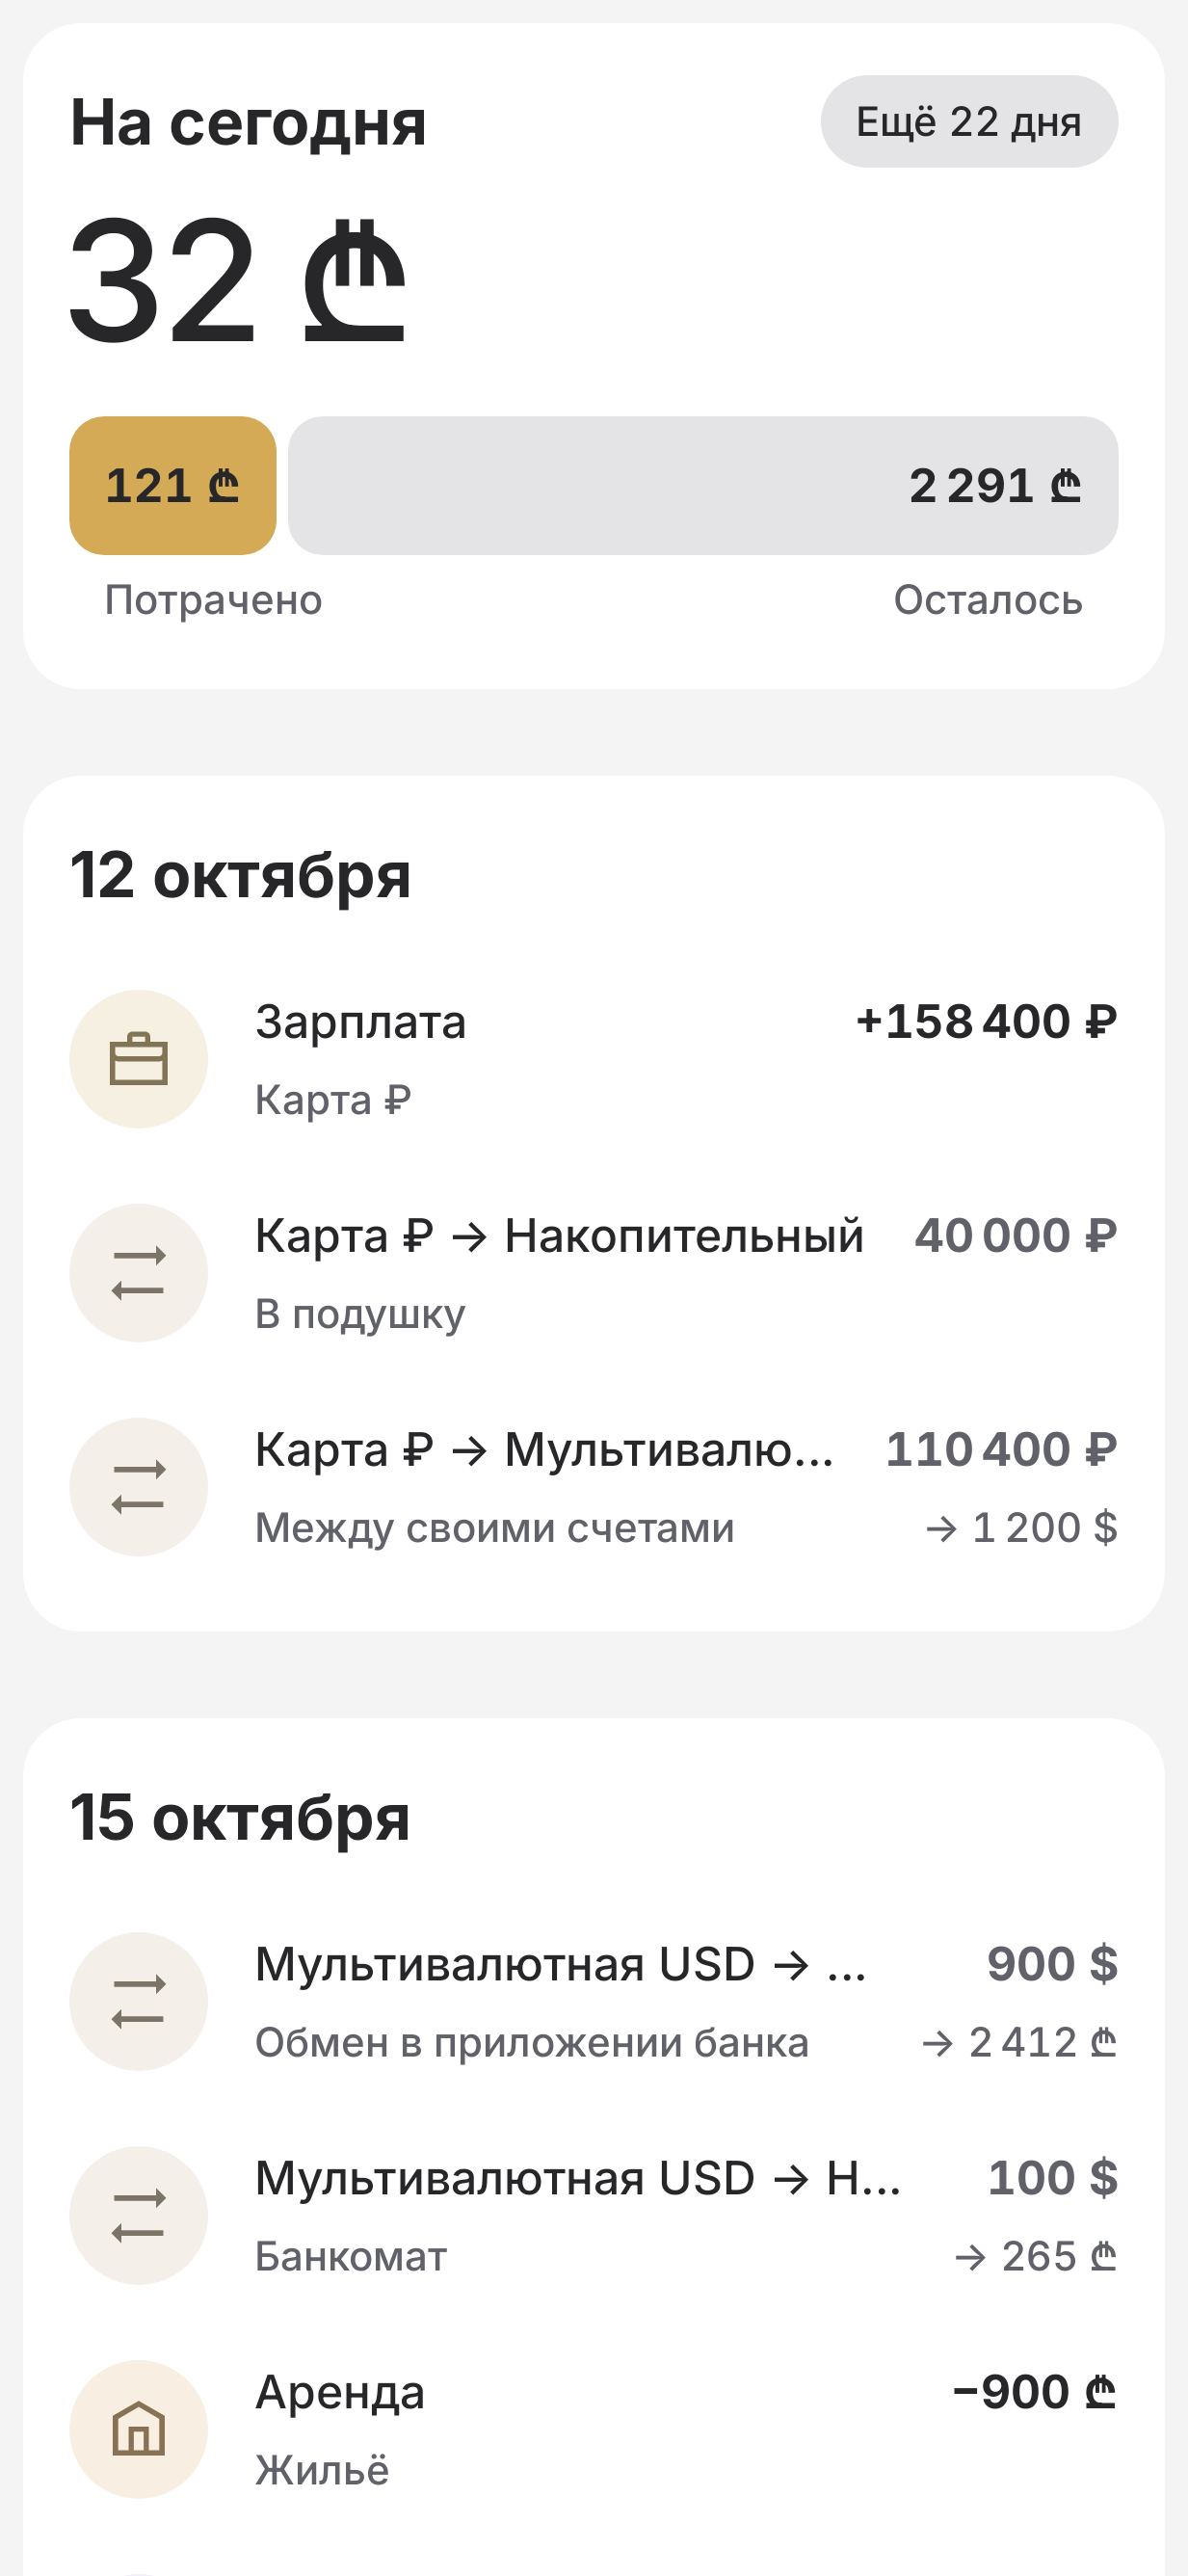 На сегодня
Ещё 22 дня
32 ₾
121 ₾
2 291 ₾
Потрачено
Осталось
12 октября
Зарплата
+158 400 ₽
Карта ₽
Карта ₽ → Накопительный
40 000 ₽
В подушку
Карта ₽ → Мультивалю...
110 400 ₽
Между своими счетами
→ 1 200 $
15 октября
Мультивалютная USD → ...
900 $
Обмен в приложении банка
→ 2 412 ₾
Мультивалютная USD → Н...
100 $
Банкомат
→ 265 ₾
Аренда
−900 ₾
Жильё